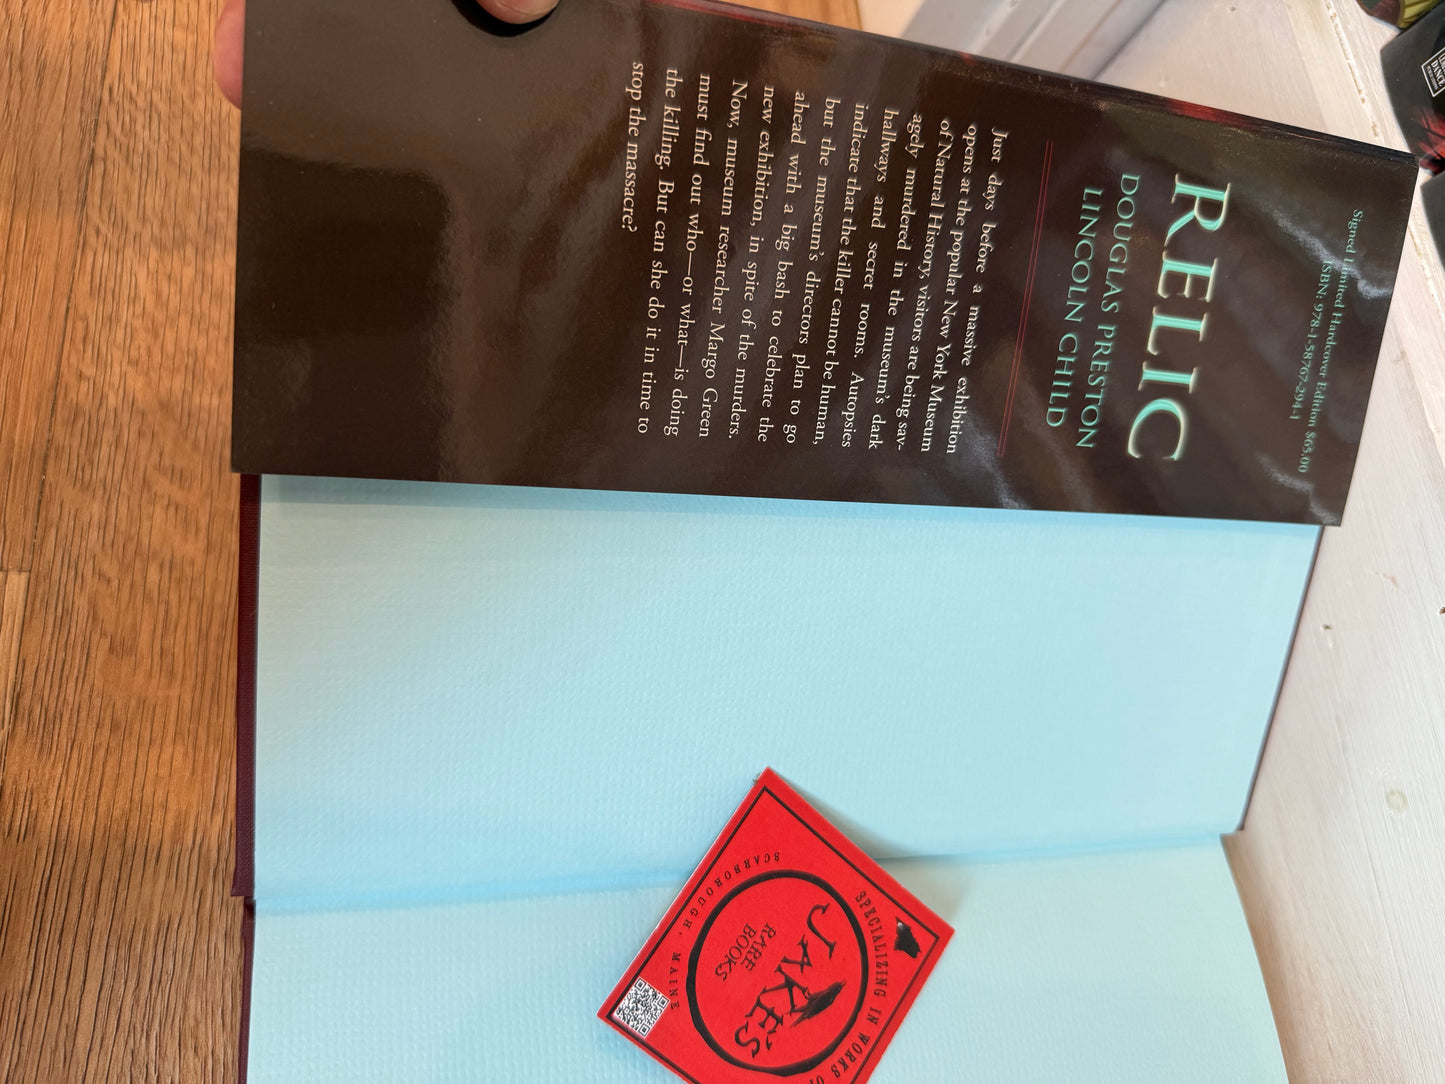 Signed Limited Hardcover Edition $65.00
ISBN: 978-1-58767-294-1
RELIC
DOUGLAS PRESTON
LINCOLN CHILD
Just days before a massive exhibition
opens at the popular New York Museum
of Natural History, visitors are being sav-
agely murdered in the museum's dark
hallways and secret rooms. Autopsies
indicate that the killer cannot be human,
but the museum's directors plan to go
ahead with a big bash to celebrate the
new exhibition, in spite of the murders.
Now, museum researcher Margo Green
must find out who—or what—is doing
the killing. But can she do it in time to
stop the massacre?
SPECIALIZING IN WORKS
JAKE'S
RARE
BOOKS
SCARBOROUGH, MAINE